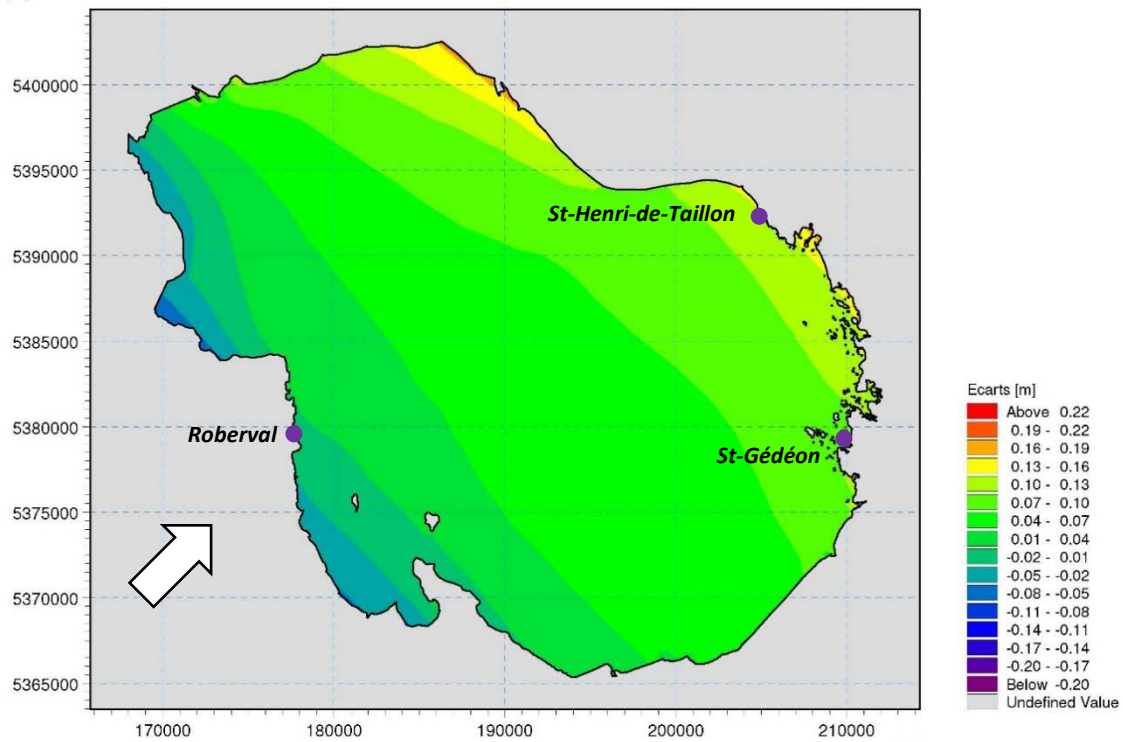 5400000
5395000
5390000
5385000
5380000
5375000
5370000
5365000
St-Henri-de-Taillon
Roberval
St-Gédéon
170000 180000 190000 200000 210000
Ecarts [m]
Above 0.22
0.19 - 0.22
0.16 - 0.19
0.13 - 0.16
0.10 - 0.13
0.07 - 0.10
0.04 - 0.07
0.01 - 0.04
-0.02 - 0.01
-0.05 - -0.02
-0.08 - -0.05
-0.11 - -0.08
-0.14 - -0.11
-0.17 - -0.14
-0.20 - -0.17
Below -0.20
Undefined Value